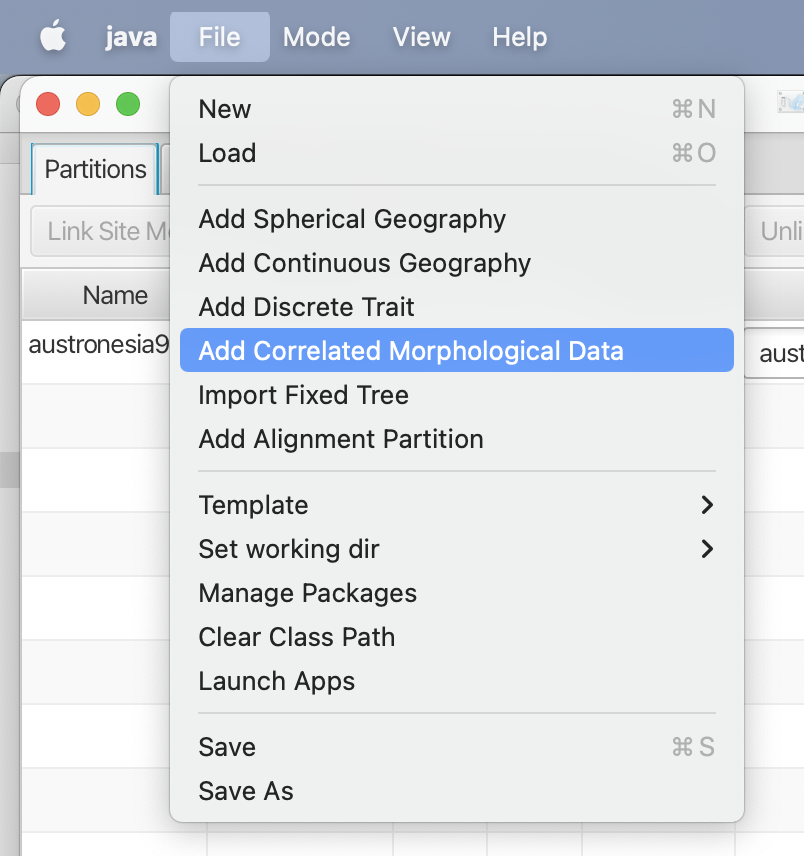 java File Mode View Help
New ⌘N
Load ⌘O
Partitions
Add Spherical Geography
Link Site M
Unli
Add Continuous Geography
Name
Add Discrete Trait
austronesia9
Add Correlated Morphological Data
aust
Import Fixed Tree
Add Alignment Partition
Template
Set working dir
Manage Packages
Clear Class Path
Launch Apps
Save ⌘S
Save As